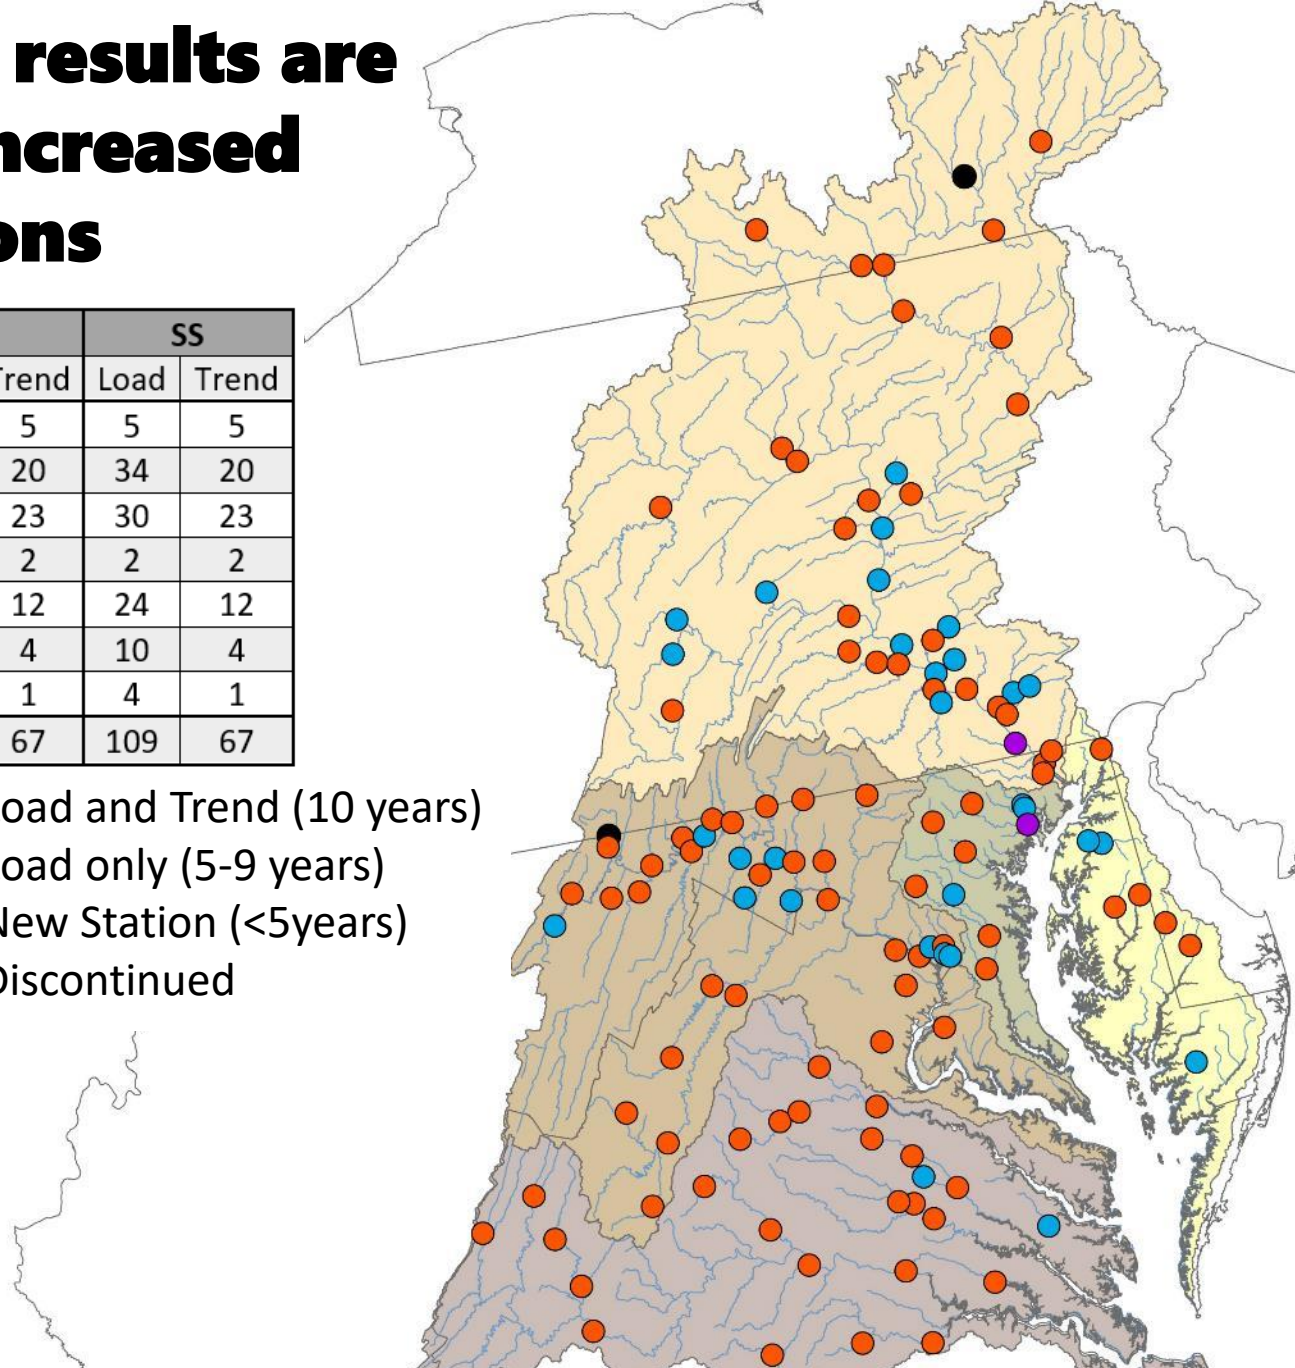 results are
ncreased
ons
SS
Trend Load Trend
5 5 5
20 34 20
23 30 23
2 2 2
12 24 12
4 10 4
1 4 1
67 109 67
oad and Trend (10 years)
oad only (5-9 years)
New Station (<5years)
Discontinued